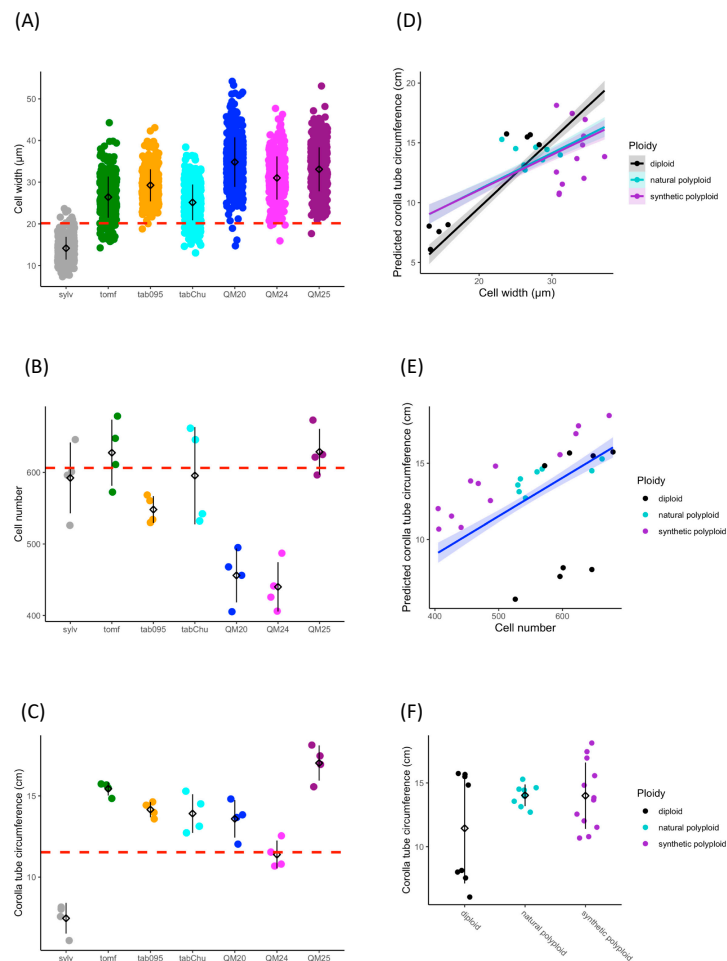 (A)
Cell width (µm)
50
40
30
20
10
sylv tomf tab095 tabChu QM20 QM24 QM25
(D)
Predicted corolla tube circumference (cm)
20
15
10
5
20 30
Cell width (µm)
Ploidy
diploid
natural polyploid
synthetic polyploid
(B)
Cell number
600
500
400
sylv tomf tab095 tabChu QM20 QM24 QM25
(E)
Predicted corolla tube circumference (cm)
15
10
400 500 600
Cell number
Ploidy
diploid
natural polyploid
synthetic polyploid
(C)
Corolla tube circumference (cm)
15
10
sylv tomf tab095 tabChu QM20 QM24 QM25
(F)
Corolla tube circumference (cm)
15
10
diploid
natural polyploid
synthetic polyploid
Ploidy
diploid
natural polyploid
synthetic polyploid